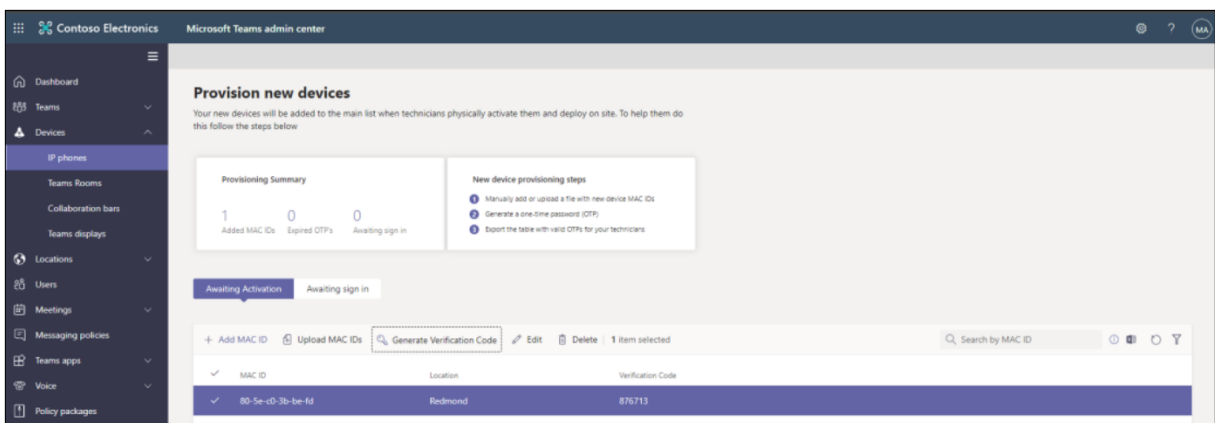 Contoso Electronics
Microsoft Teams admin center
?
MA
Dashboard
Teams
Devices
IP phones
Teams Rooms
Collaboration bars
Teams displays
Locations
Users
Meetings
Messaging policies
Teams apps
Voice
Policy packages
Provision new devices
Your new devices will be added to the main list when technicians physically activate them and deploy on site. To help them do
this follow the steps below
Provisioning Summary
1 0 0
Added MAC IDs Expired OTP's Awaiting sign in
New device provisioning steps
1 Manually add or upload a file with new device MAC IDs
2 Generate a one-time password (OTP)
3 Export the table with valid OTPs for your technicians
Awaiting Activation Awaiting sign in
+ Add MAC ID Upload MAC IDs Generate Verification Code Edit Delete | 1 item selected Search by MAC ID
MAC ID Location Verification Code
80-5e-c0-3b-be-fd Redmond 876713